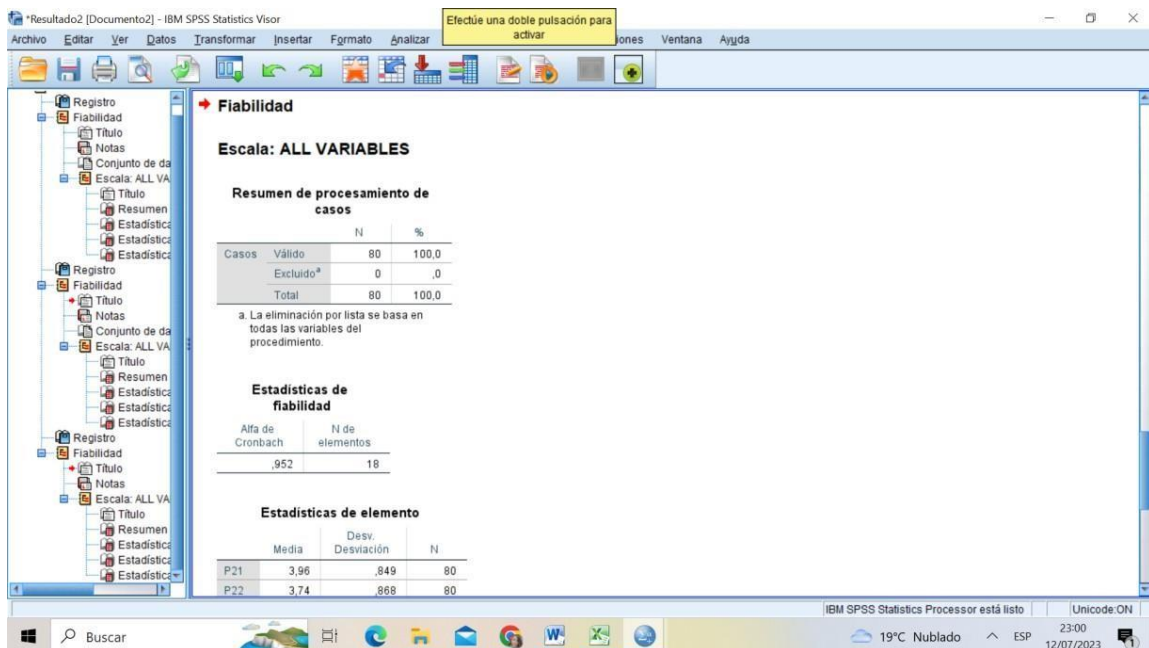 *Resultado2 [Documento2] - IBM SPSS Statistics Visor
Efectúe una doble pulsación para
activar
Archivo Editar Ver Datos Transformar Insertar Formato Analizar iones Ventana Ayuda
Registro
Fiabilidad
Título
Notas
Conjunto de da
Escala: ALL VA
Título
Resumen
Estadística
Estadística
Estadística
Registro
Fiabilidad
Título
Notas
Conjunto de da
Escala: ALL VA
Título
Resumen
Estadística
Estadística
Estadística
Registro
Fiabilidad
Título
Notas
Escala: ALL VA
Título
Resumen
Estadística
Estadística
Estadística
Fiabilidad
Escala: ALL VARIABLES
Resumen de procesamiento de
casos
N %
Casos Válido 80 100,0
Excluidoª 0 ,0
Total 80 100,0
a. La eliminación por lista se basa en
todas las variables del
procedimiento.
Estadísticas de
fiabilidad
Alfa de N de
Cronbach elementos
,952 18
Estadísticas de elemento
Desv.
Media Desviación N
P21 3,96 ,849 80
P22 3,74 ,868 80
IBM SPSS Statistics Processor está listo Unicode:ON
Buscar 19°C Nublado ESP 23:00
12/07/2023